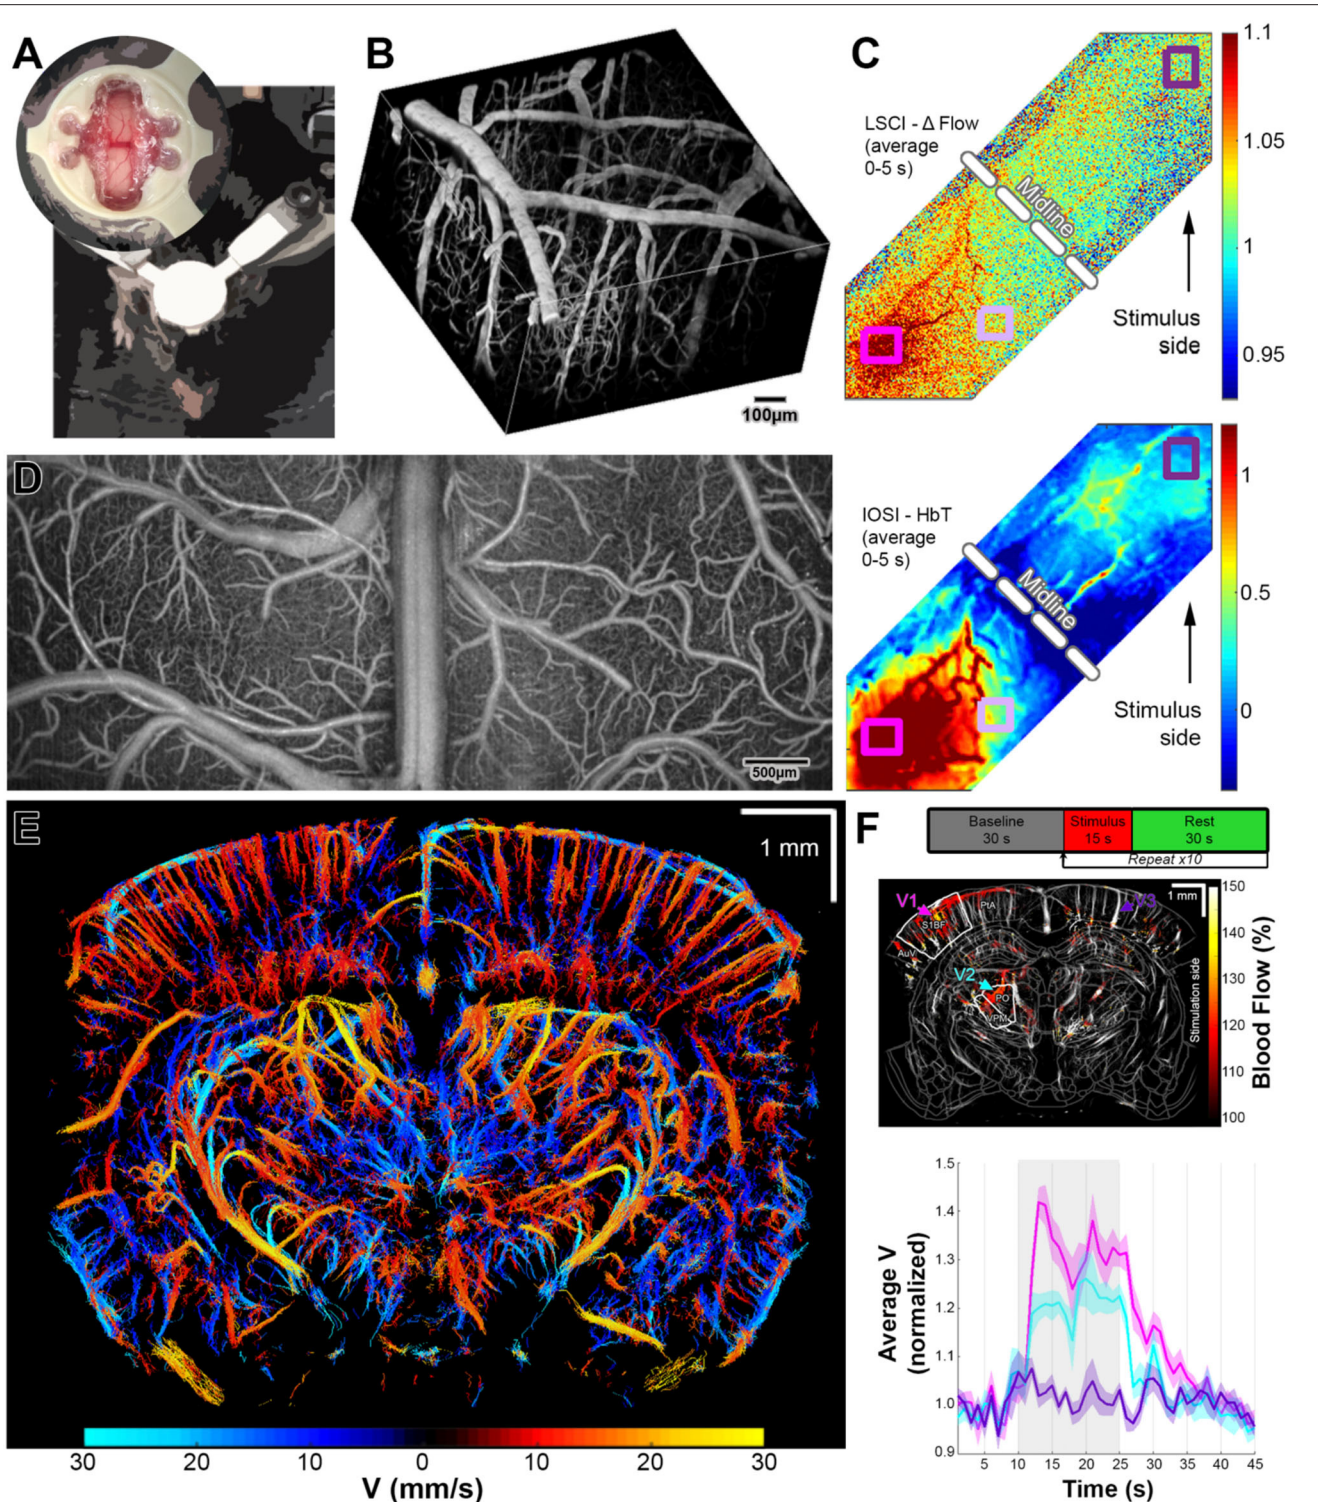 A
B
100µm
C
LSCI - Δ Flow
(average
0-5 s)
Midline
Stimulus
side
1.1
1.05
1
0.95
D
500µm
IOSI - HbT
(average
0-5 s)
Midline
Stimulus
side
1
0.5
0
E
1 mm
30 20 10 0 10 20 30
V (mm/s)
F
Baseline
30 s
Stimulus
15 s
Rest
30 s
Repeat x10
V1
S1BF
PtA
AuV
V2
PO
VPM
V3
1 mm
Stimulation side
150
140
130
120
110
100
Blood Flow (%)
1.5
1.4
1.3
1.2
1.1
1.0
0.9
Average V
(normalized)
5 10 15 20 25 30 35 40 45
Time (s)